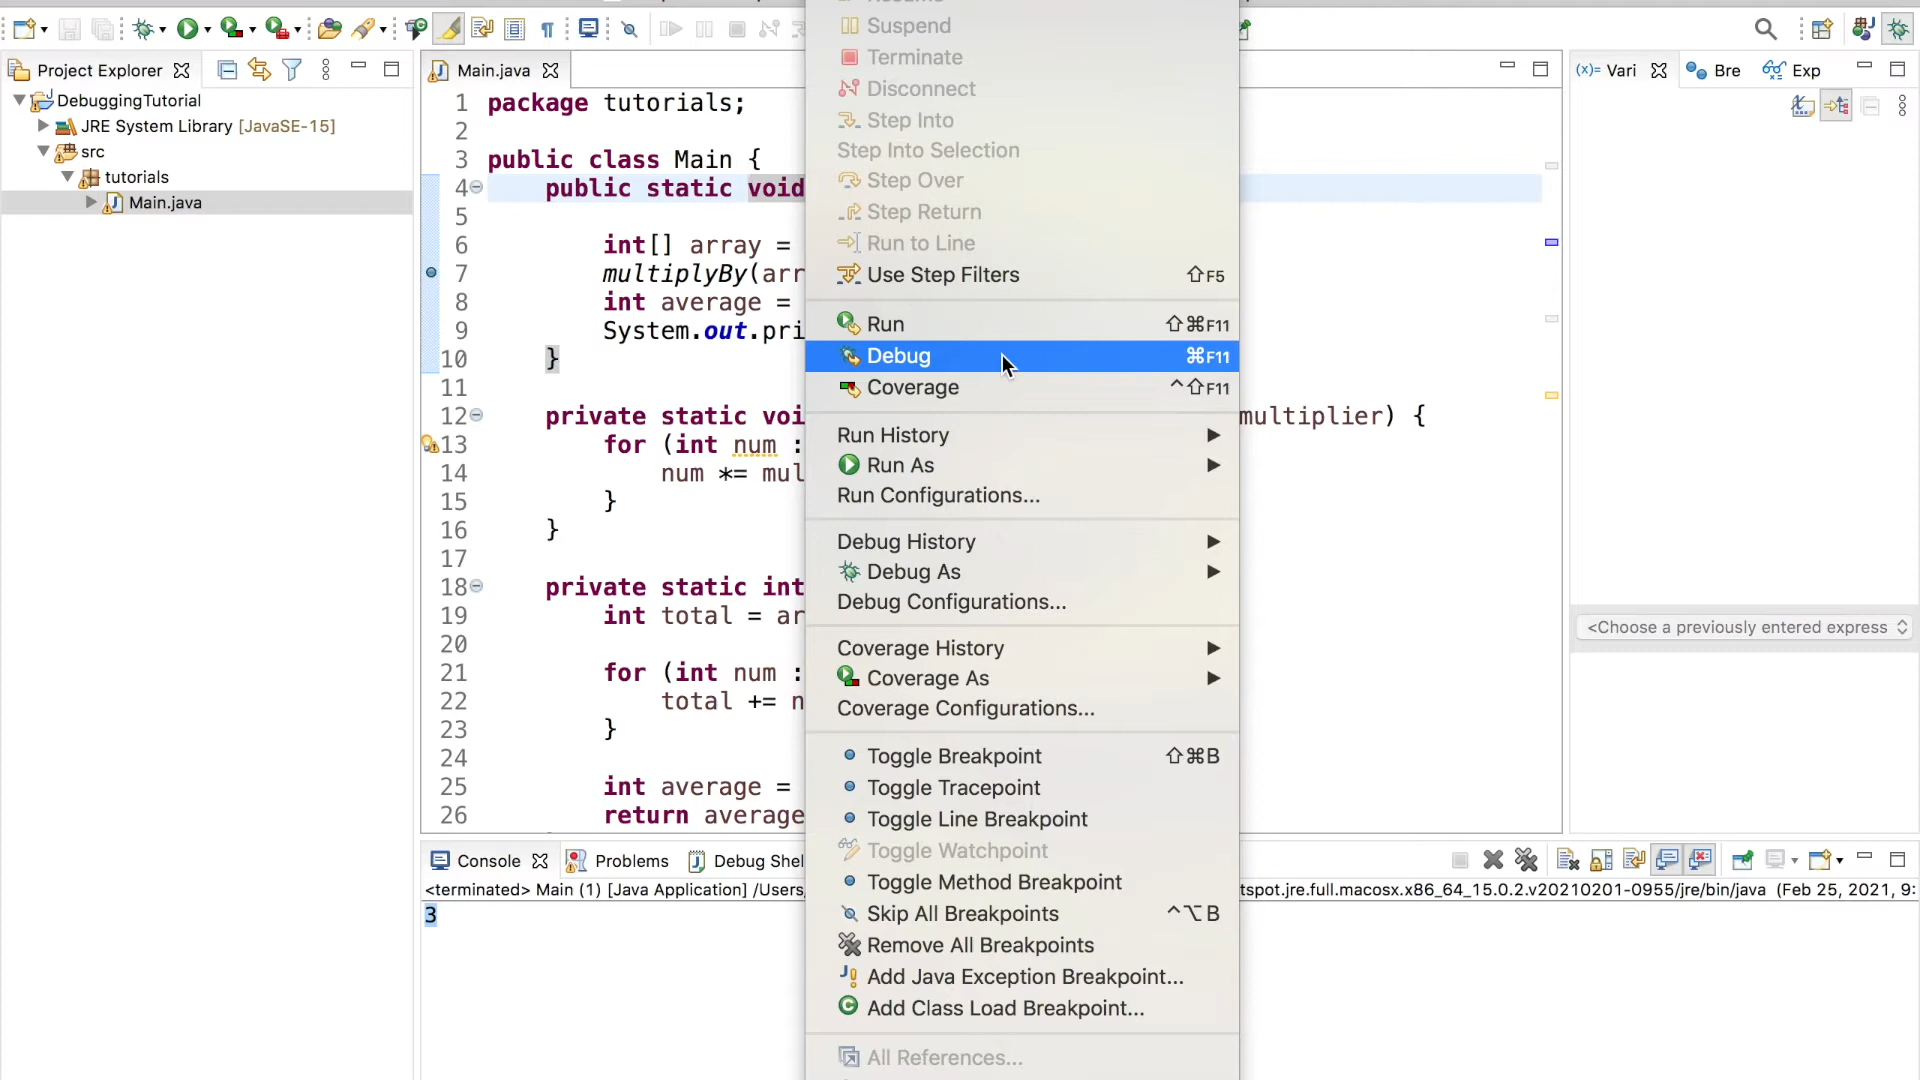 Suspend
Terminate
Disconnect
Step Into
Step Into Selection
Step Over
Step Return
Run to Line
Use Step Filters ⇧F5
Run ⇧⌘F11
Debug ⌘F11
Coverage ^⇧F11
Run History
Run As
Run Configurations...
Debug History
Debug As
Debug Configurations...
Coverage History
Coverage As
Coverage Configurations...
Toggle Breakpoint ⇧⌘B
Toggle Tracepoint
Toggle Line Breakpoint
Toggle Watchpoint
Toggle Method Breakpoint
Skip All Breakpoints ^⌥B
Remove All Breakpoints
Add Java Exception Breakpoint...
Add Class Load Breakpoint...
All References...
Project Explorer
DebuggingTutorial
JRE System Library [JavaSE-15]
src
tutorials
Main.java
Main.java
1 package tutorials;
2
3 public class Main {
4 public static void
5
6 int[] array =
7 multiplyBy(arr
8 int average =
9 System.out.pri
10 }
11
12 private static voi multiplier) {
13 for (int num :
14 num *= mul
15 }
16 }
17
18 private static int
19 int total = ar
20
21 for (int num :
22 total += n
23 }
24
25 int average =
26 return average
(x)= Vari Bre Exp
<Choose a previously entered express
Console Problems Debug Shel
<terminated> Main (1) [Java Application] /Users, tspot.jre.full.macosx.x86_64_15.0.2.v20210201-0955/jre/bin/java (Feb 25, 2021, 9:
3